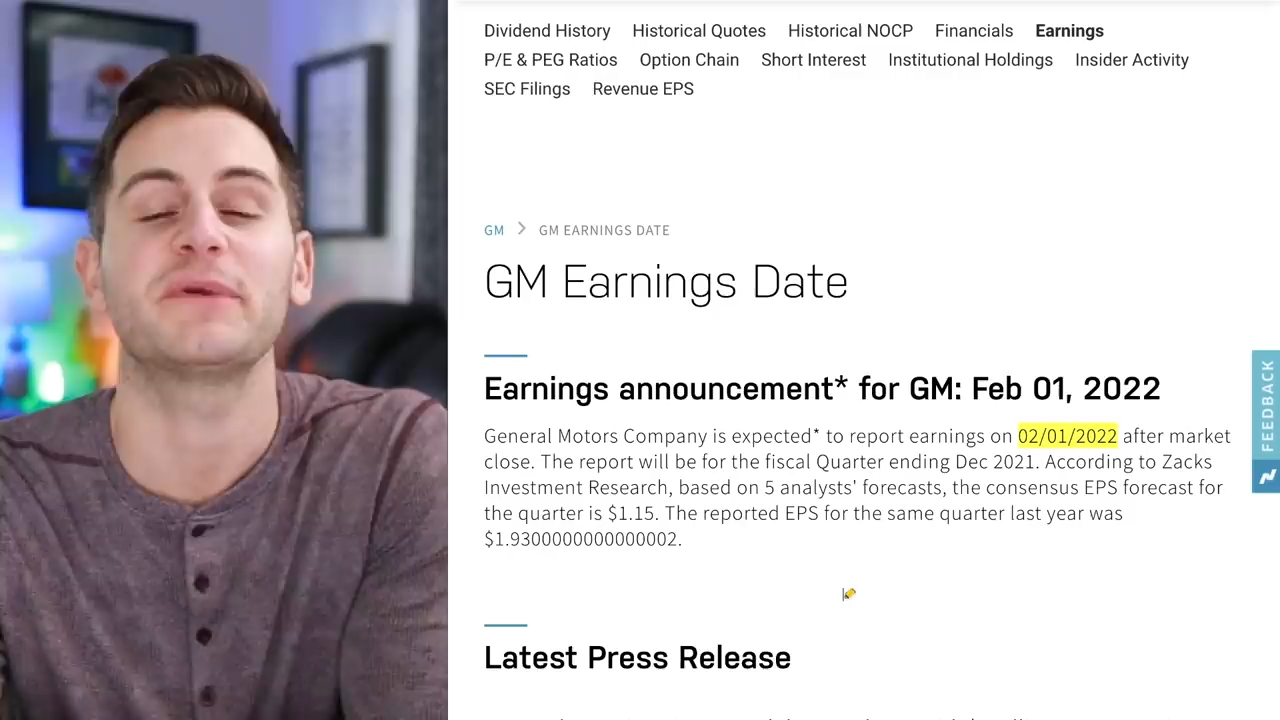 Dividend History Historical Quotes Historical NOCP Financials Earnings
P/E & PEG Ratios Option Chain Short Interest Institutional Holdings Insider Activity
SEC Filings Revenue EPS
GM > GM EARNINGS DATE
GM Earnings Date
Earnings announcement* for GM: Feb 01, 2022
General Motors Company is expected* to report earnings on 02/01/2022 after market
close. The report will be for the fiscal Quarter ending Dec 2021. According to Zacks
Investment Research, based on 5 analysts' forecasts, the consensus EPS forecast for
the quarter is $1.15. The reported EPS for the same quarter last year was
$1.9300000000000002.
FEEDBACK
Latest Press Release